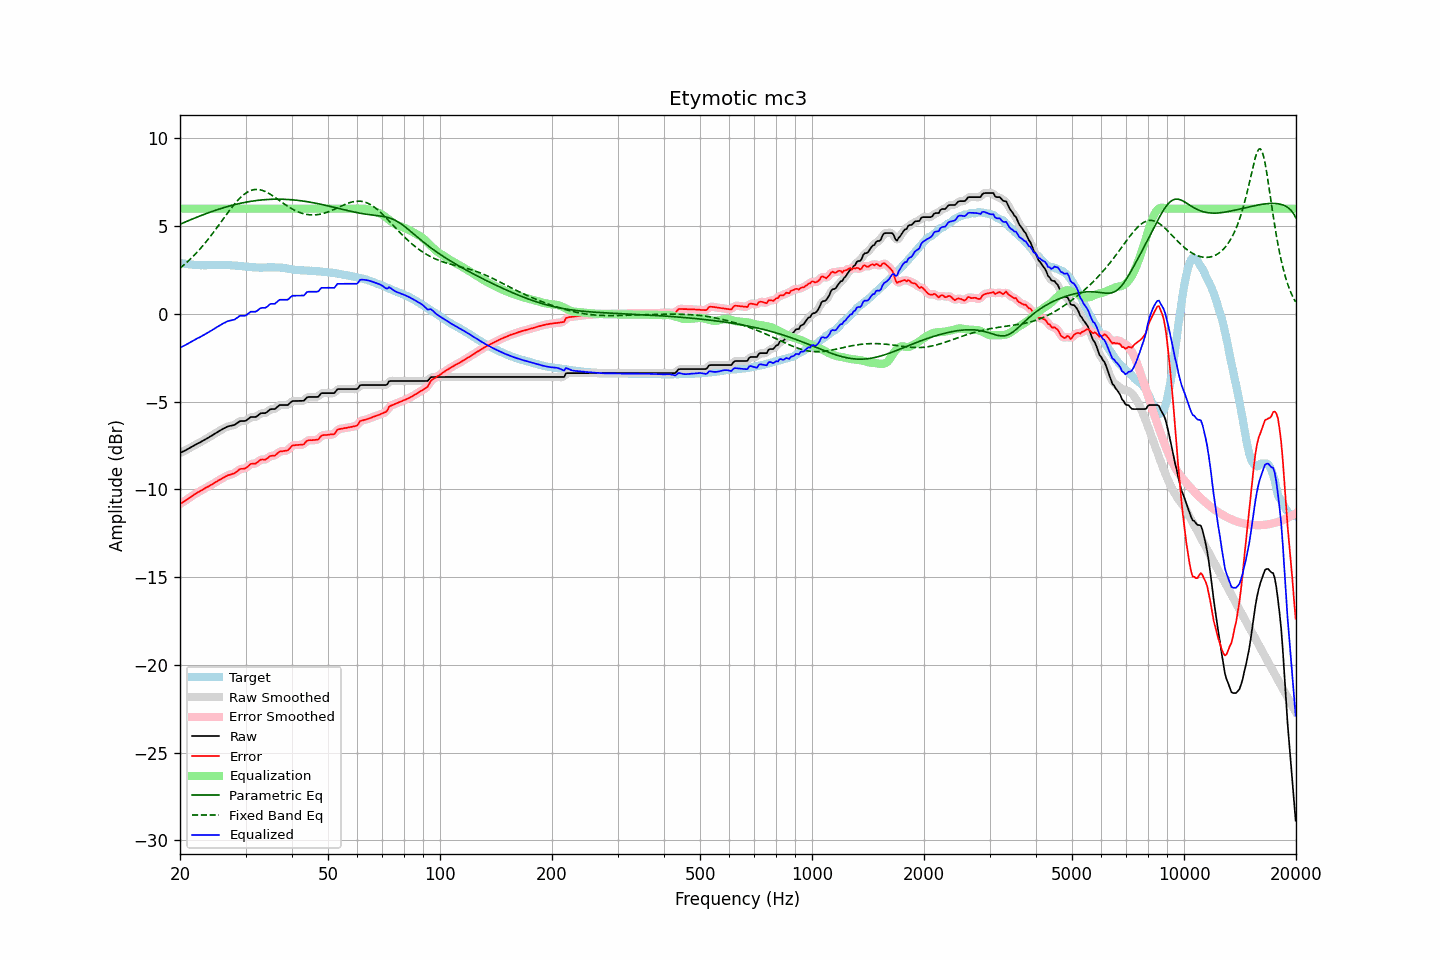 Etymotic mc3
10
5
0
−5
−10
−15
−20
−25
−30
Amplitude (dBr)
Target
Raw Smoothed
Error Smoothed
Raw
Error
Equalization
Parametric Eq
Fixed Band Eq
Equalized
20
50
100
200
500
1000
2000
5000
10000
20000
Frequency (Hz)